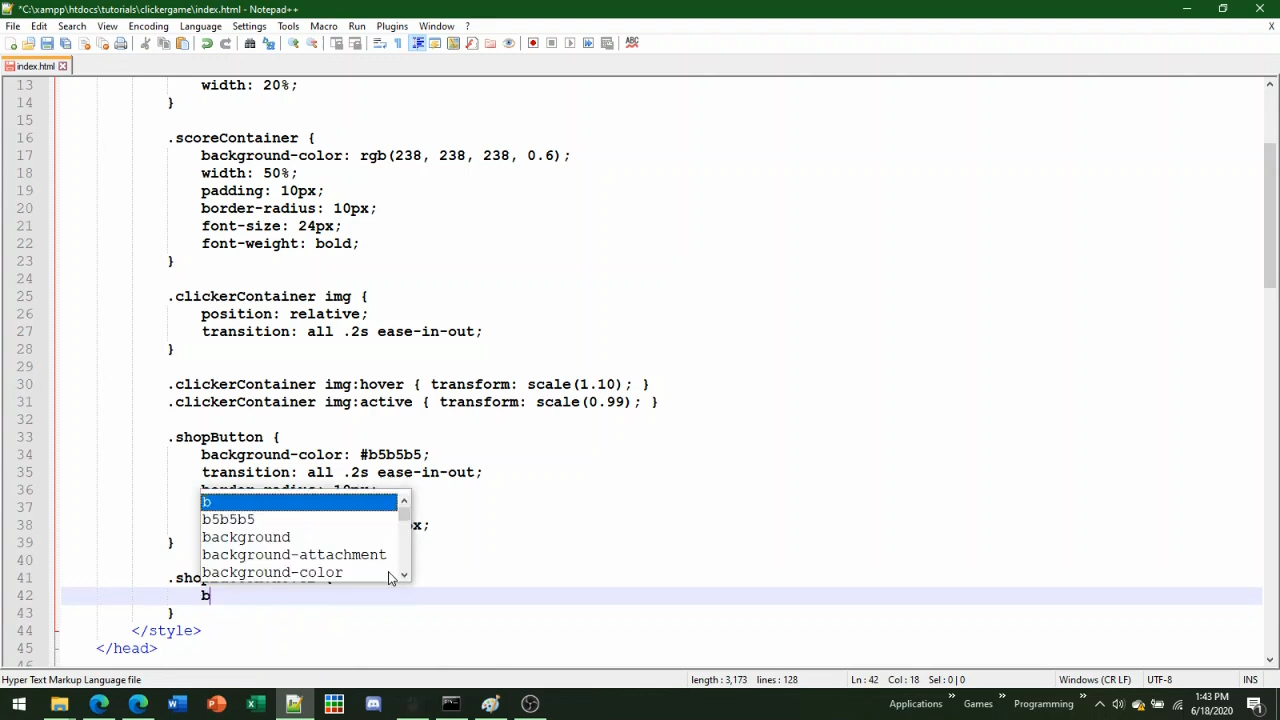 *C:\xampp\htdocs\tutorials\clickergame\index.html - Notepad++
File Edit Search View Encoding Language Settings Tools Macro Run Plugins Window ? X
index.html
13 width: 20%;
14 }
15
16 .scoreContainer {
17 background-color: rgb(238, 238, 238, 0.6);
18 width: 50%;
19 padding: 10px;
20 border-radius: 10px;
21 font-size: 24px;
22 font-weight: bold;
23 }
24
25 .clickerContainer img {
26 position: relative;
27 transition: all .2s ease-in-out;
28 }
29
30 .clickerContainer img:hover { transform: scale(1.10); }
31 .clickerContainer img:active { transform: scale(0.99); }
32
33 .shopButton {
34 background-color: #b5b5b5;
35 transition: all .2s ease-in-out;
36
b
37
b5b5b5
38 px;
background
39 }
background-attachment
40
background-color
41 .sho
42 b
43 }
44 </style>
45 </head>
Hyper Text Markup Language file length : 3,173 lines : 128 Ln : 42 Col : 18 Sel : 0 | 0 Windows (CR LF) UTF-8 INS
Applications Games Programming 1:43 PM
6/18/2020